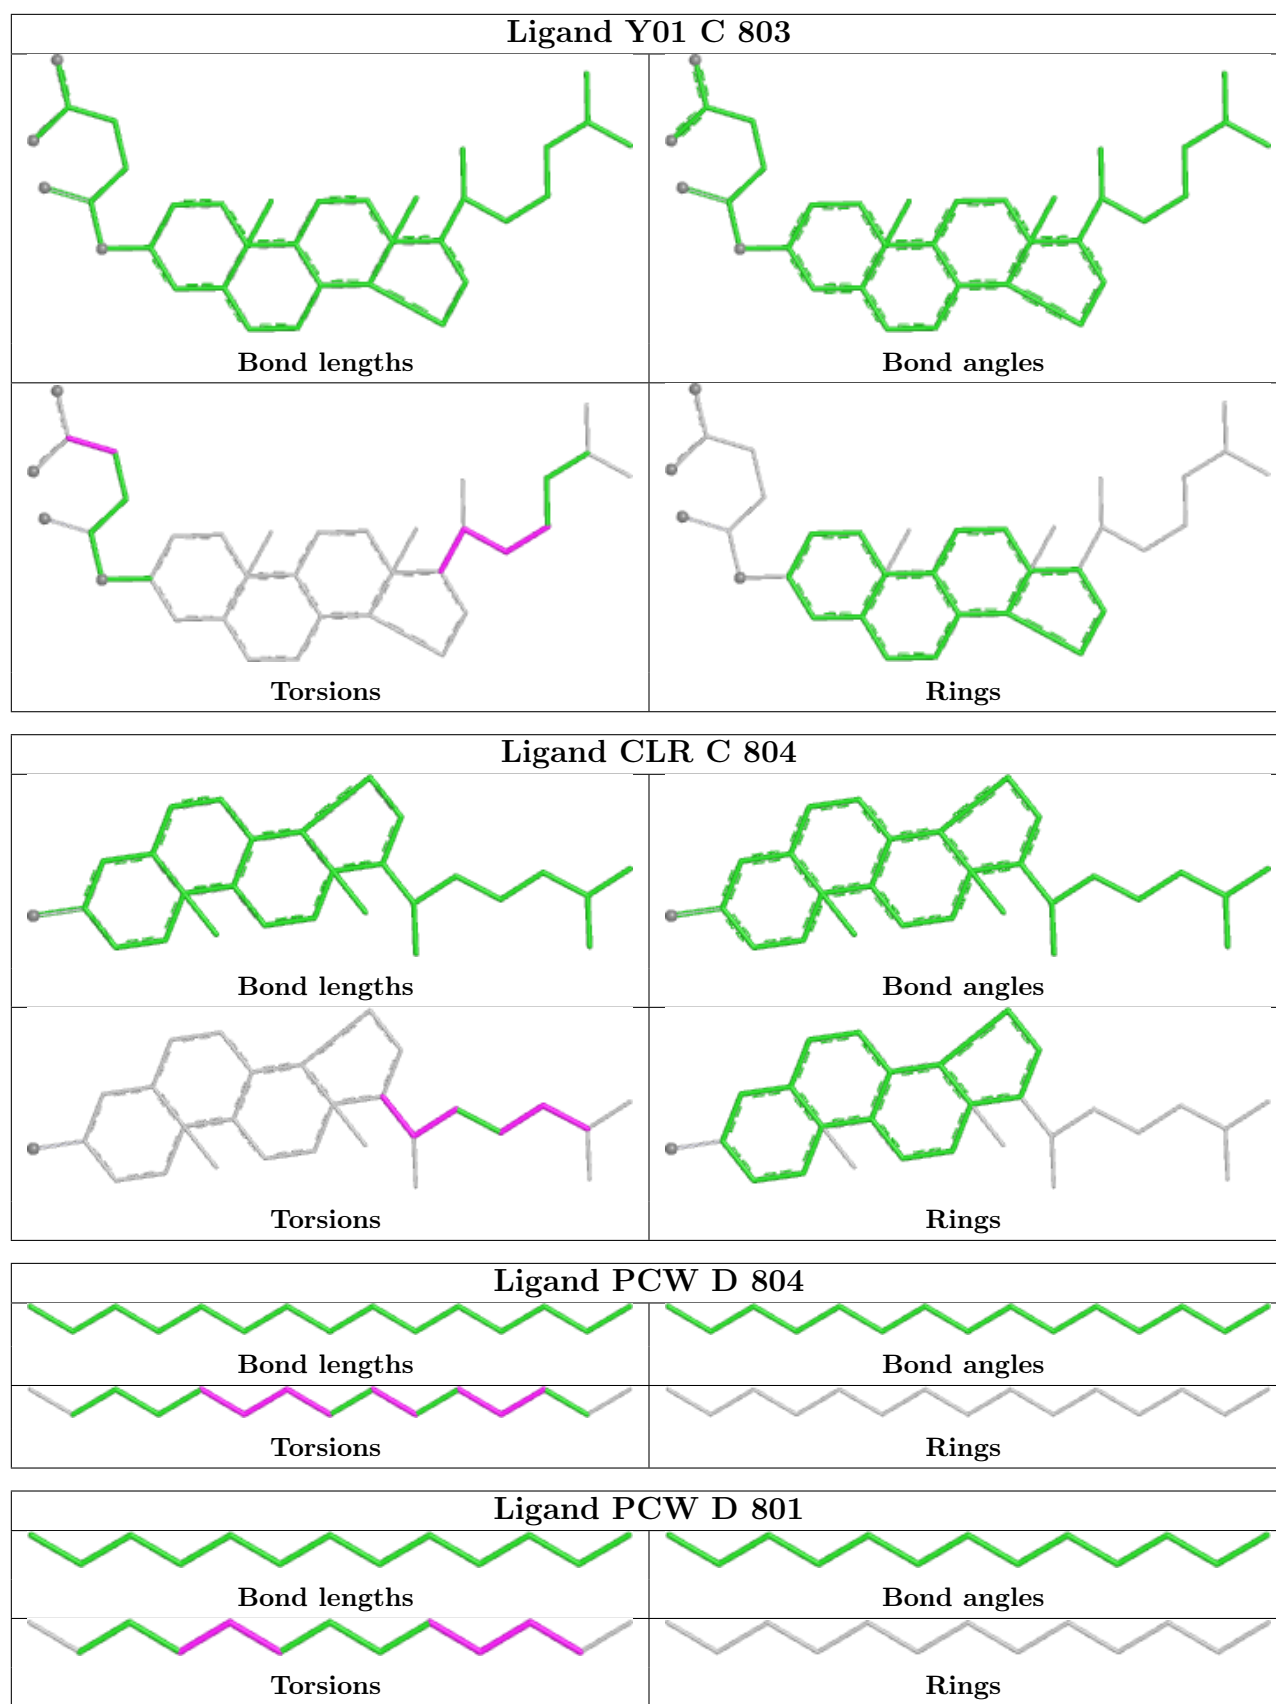 Ligand Y01 C 803
Bond lengths
Bond angles
Torsions
Rings
Ligand CLR C 804
Bond lengths
Bond angles
Torsions
Rings
Ligand PCW D 804
Bond lengths
Bond angles
Torsions
Rings
Ligand PCW D 801
Bond lengths
Bond angles
Torsions
Rings